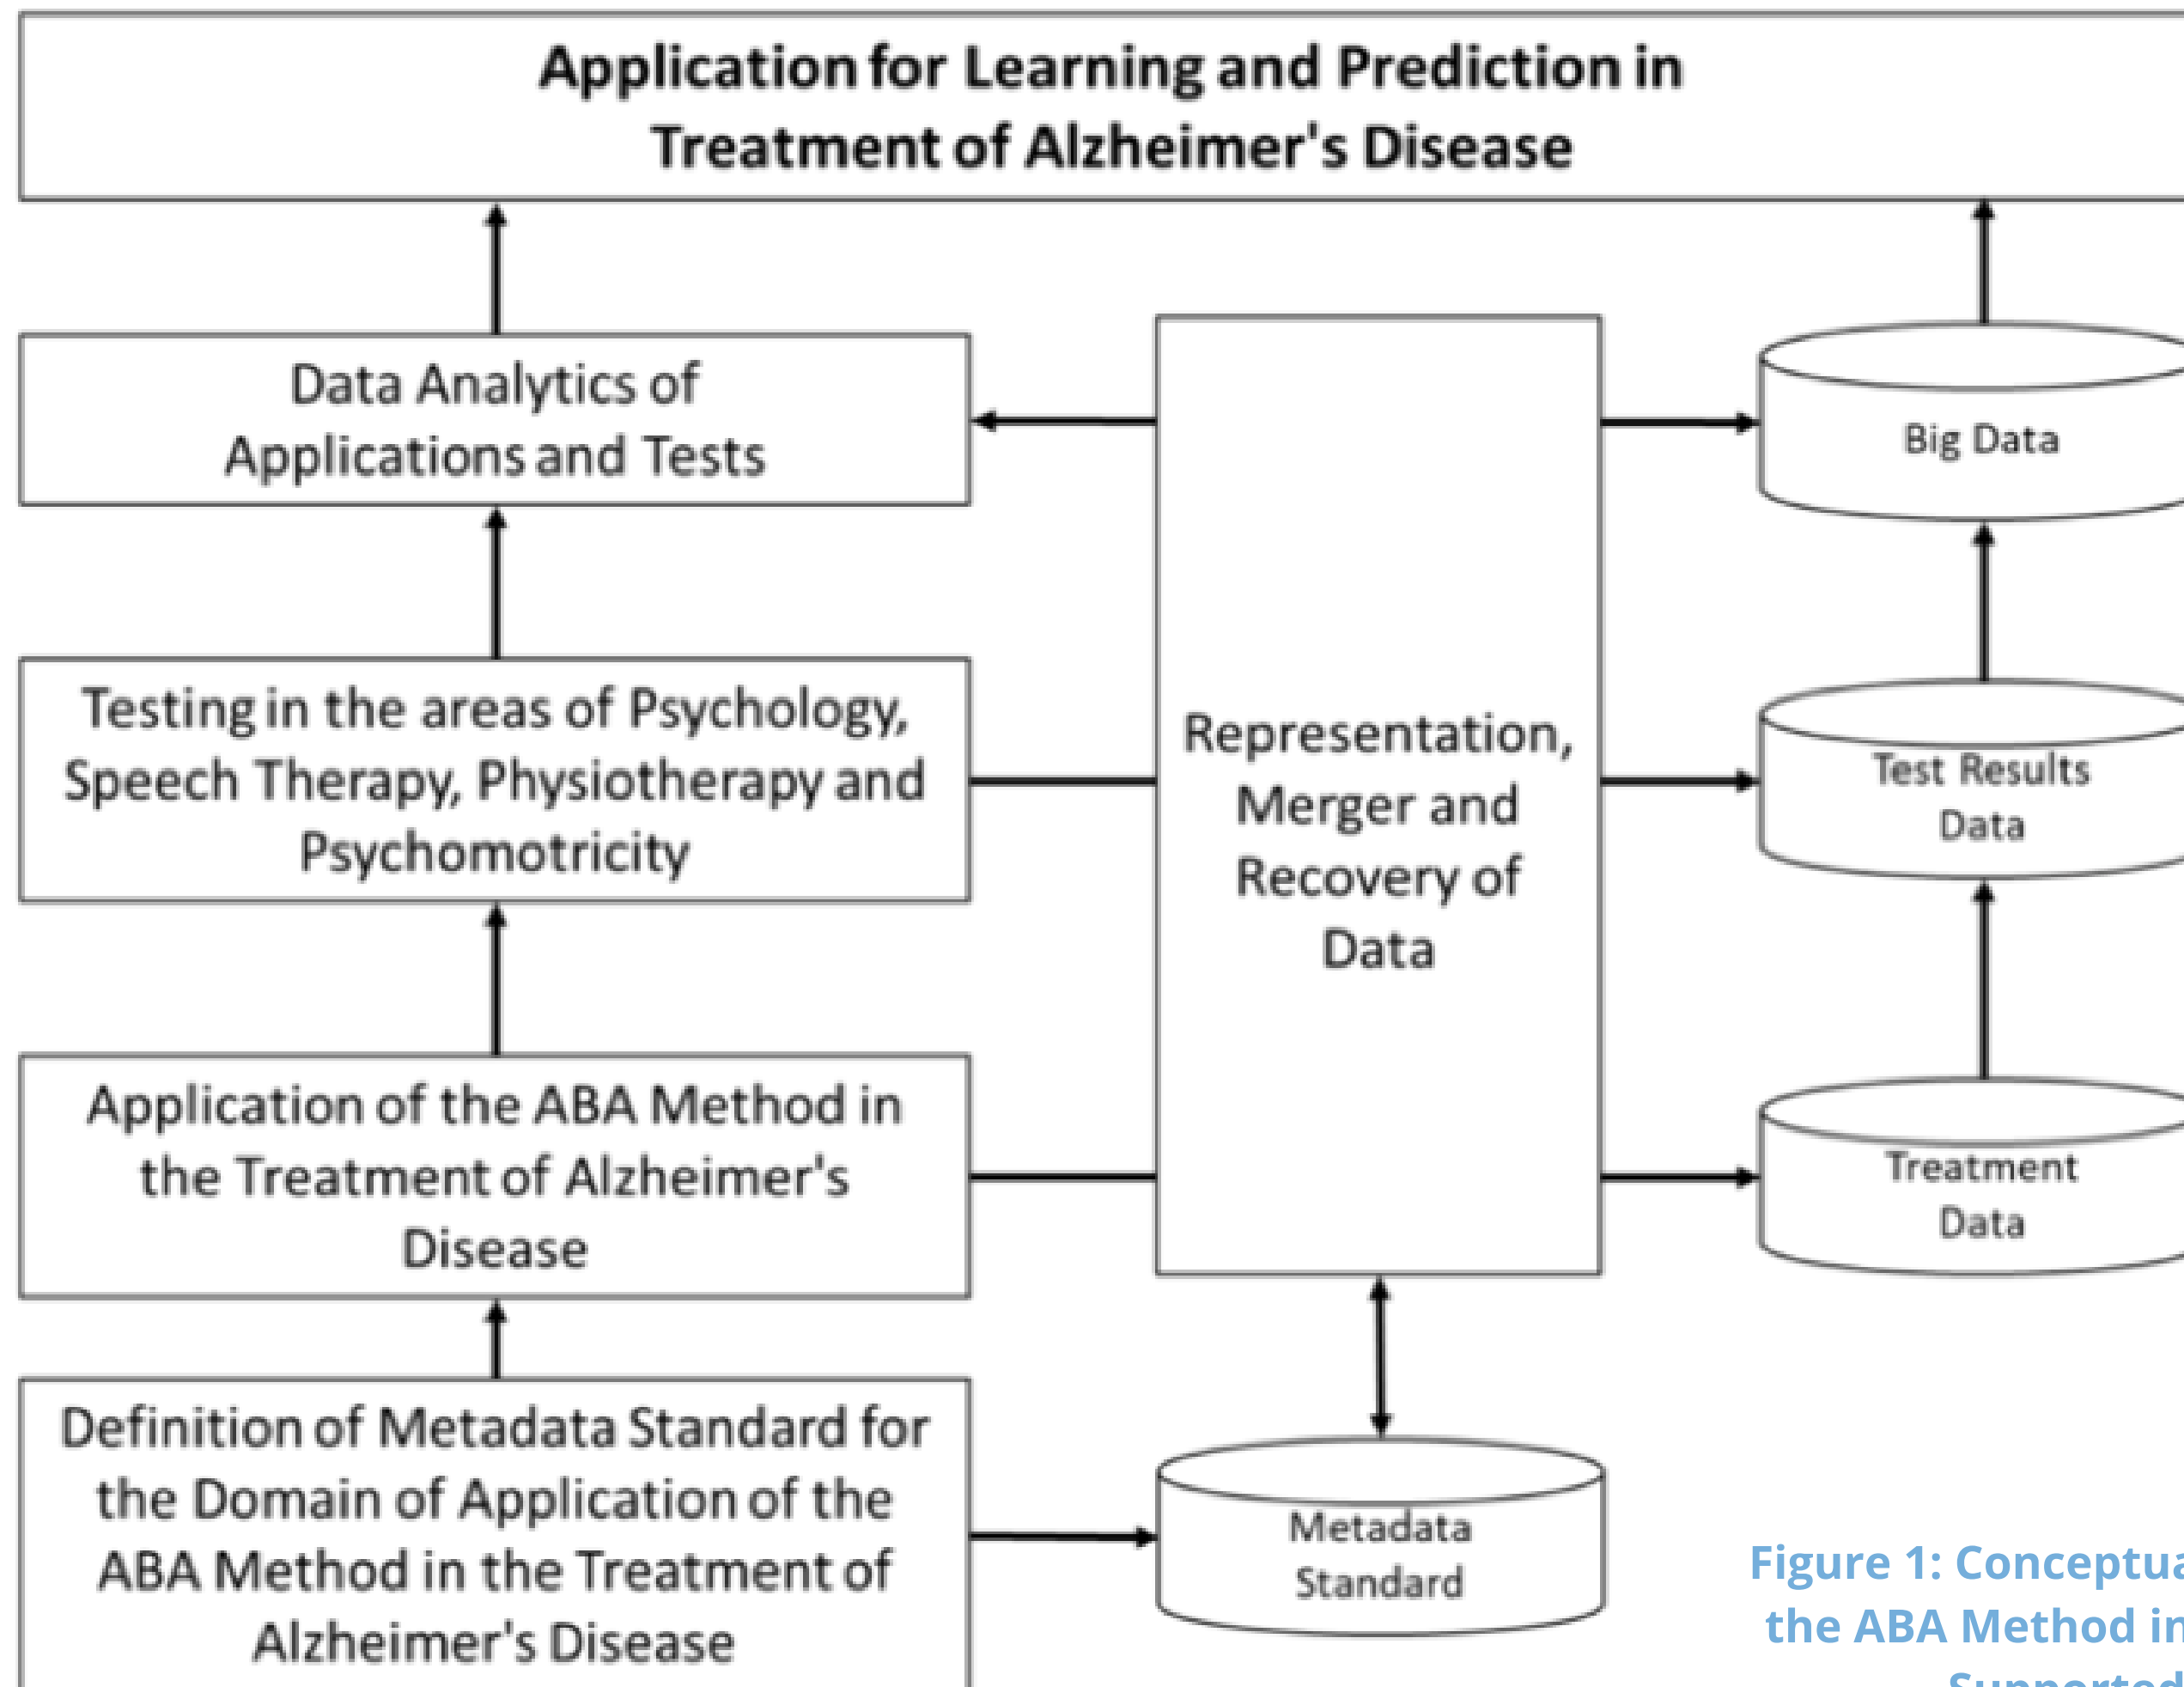 Application for Learning and Prediction in
Treatment of Alzheimer's Disease
Data Analytics of
Applications and Tests
Big Data
Testing in the areas of Psychology,
Speech Therapy, Physiotherapy and
Psychomotricity
Representation,
Merger and
Recovery of
Data
Test Results
Data
Application of the ABA Method in
the Treatment of Alzheimer's
Disease
Treatment
Data
Definition of Metadata Standard for
the Domain of Application of the
ABA Method in the Treatment of
Alzheimer's Disease
Metadata
Standard
Figure 1:
the ABA Method in